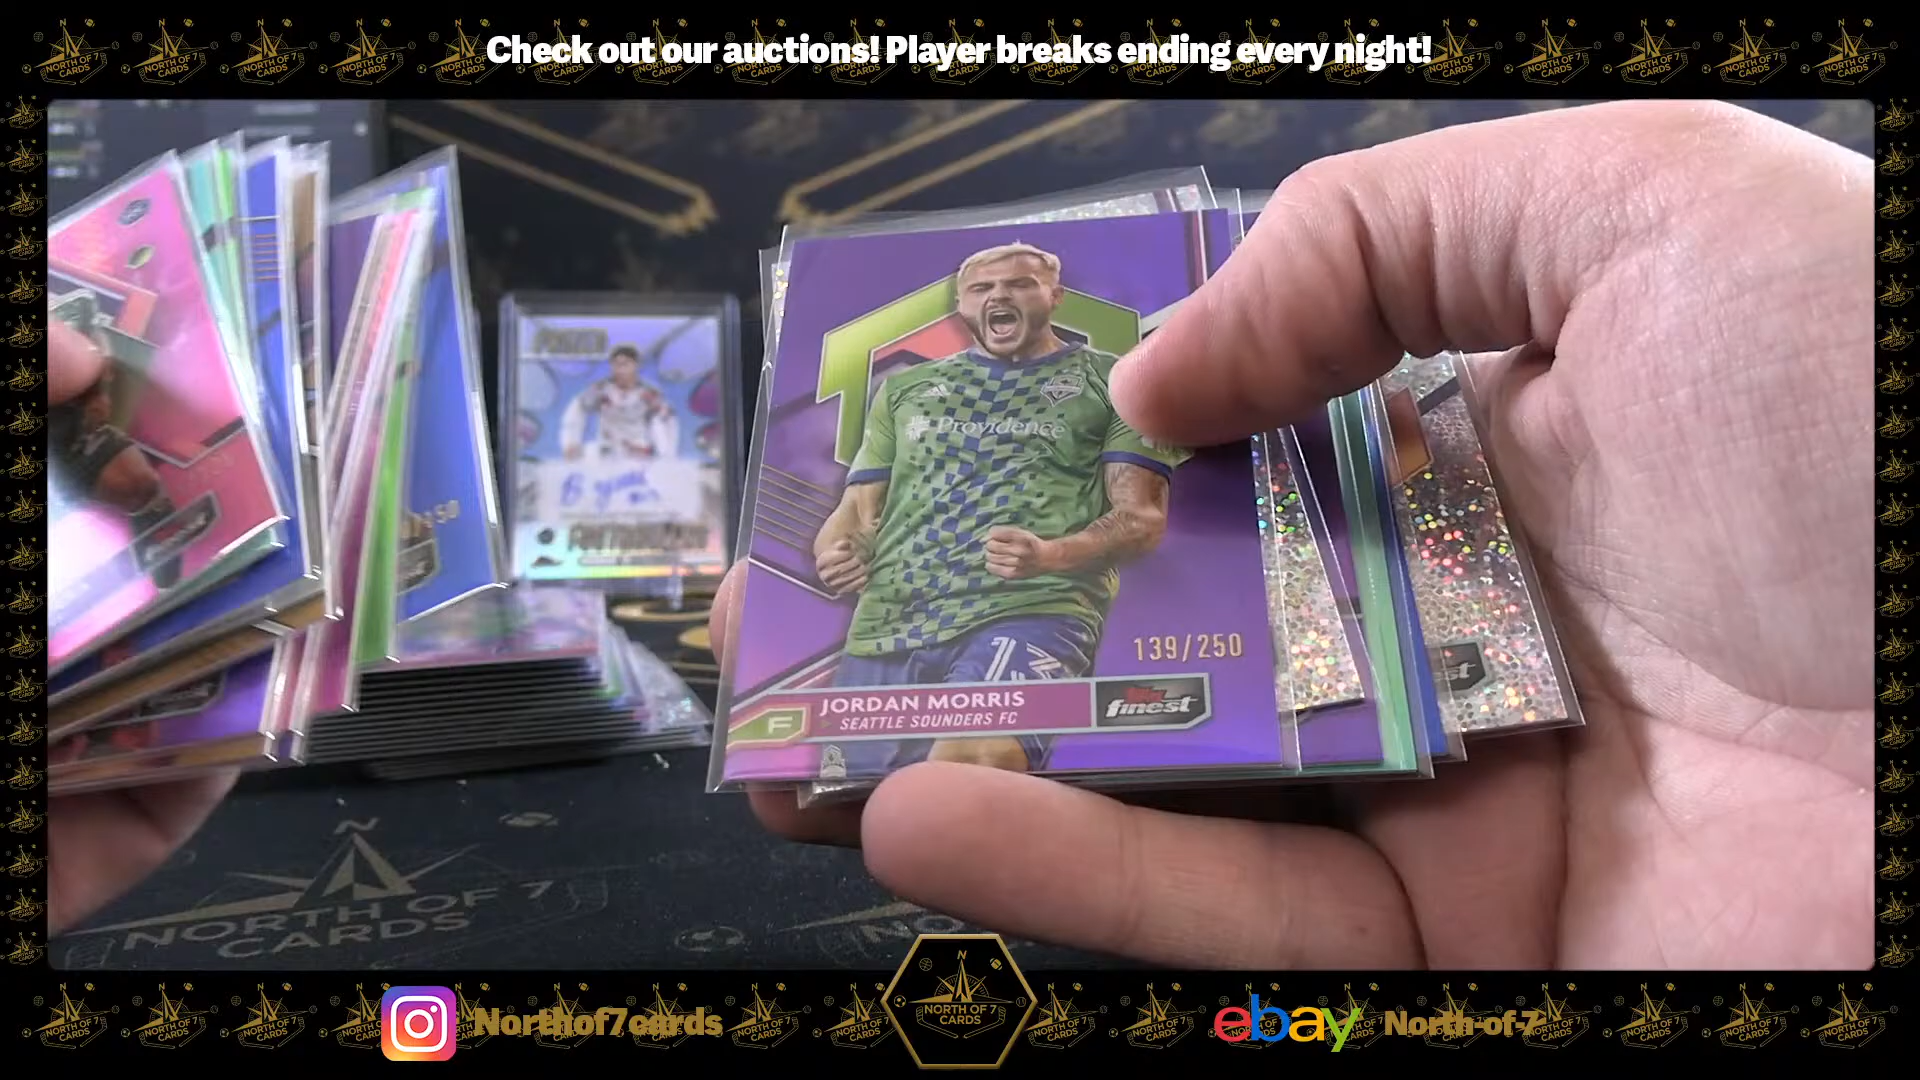 Check out our auctions! Player breaks ending every night!
Providence
139/250
JORDAN MORRIS
SEATTLE SOUNDERS FC
F
finest
NORTH OF 7
CARDS
N
NORTH OF 7
CARDS
Northof7cards
ebay
North-of-7